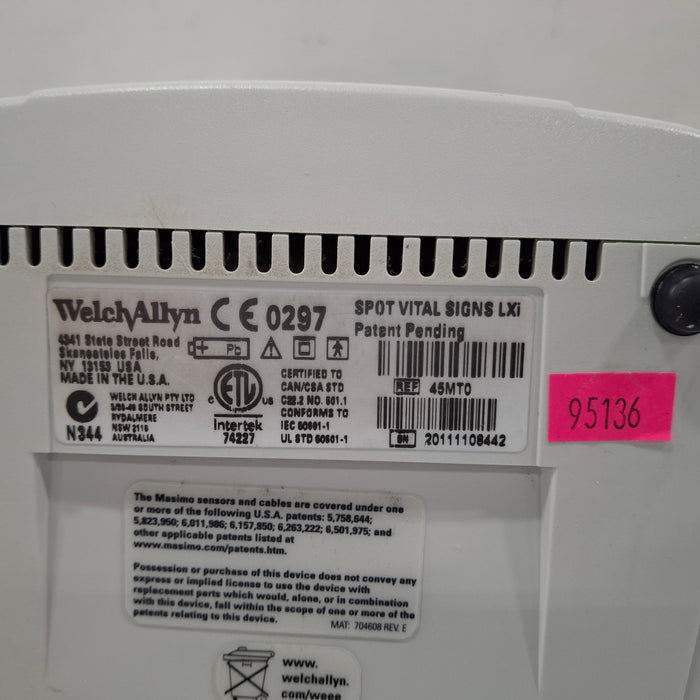 WelchAllyn CE 0297
4341 State Street Road
Skaneateles Falls,
NY 13153 USA
MADE IN THE U.S.A.
+ Pb
SPOT VITAL SIGNS LXi
Patent Pending
REF 45MT0
SN 20111108442
N344
WELCH ALLYN PTY LTD
SOUTH STREET
RYDALMERE
NSW 2116
AUSTRALIA
C ETL US
Intertek
74227
CERTIFIED TO
CAN/CSA STD
C22.2 NO. 601.1
CONFORMS TO
IEC 60601-1
UL STD 60601-1
95136
The Masimo sensors and cables are covered under one
or more of the following U.S.A. patents: 5,758,644;
5,823,950; 6,011,986; 6,157,850; 6,263,222; 6,501,975; and
other applicable patents listed at
www.masimo.com/patents.htm.
Possession or purchase of this device does not convey any
express or implied license to use the device with
replacement parts which would, alone, or in combination
with this device, fall within the scope of one or more of the
patents relating to this device.
MAT: 704608 REV. E
www.
welchallyn.
com/weee